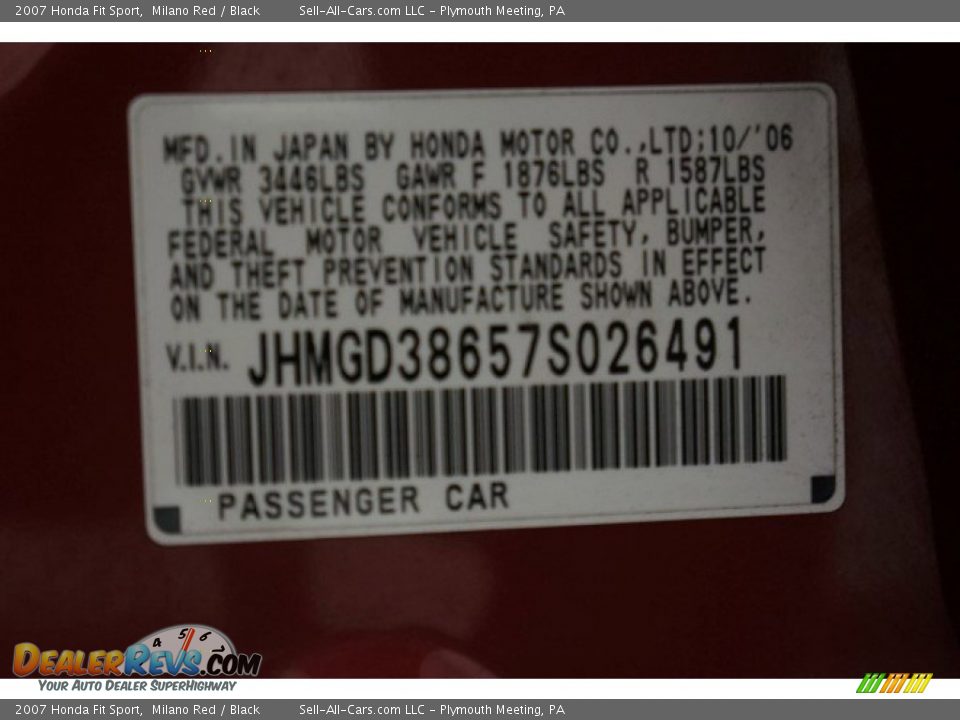 2007 Honda Fit Sport, Milano Red / Black Sell-All-Cars.com LLC - Plymouth Meeting, PA
MFD.IN JAPAN BY HONDA MOTOR CO.,LTD;10/'06
GVWR 3446LBS GAWR F 1876LBS R 1587LBS
THIS VEHICLE CONFORMS TO ALL APPLICABLE
FEDERAL MOTOR VEHICLE SAFETY, BUMPER,
AND THEFT PREVENTION STANDARDS IN EFFECT
ON THE DATE OF MANUFACTURE SHOWN ABOVE.
V.I.N. JHMGD38657S026491
PASSENGER CAR
4 5 6
DEALERREVS.COM
YOUR AUTO DEALER SUPERHIGHWAY
2007 Honda Fit Sport, Milano Red / Black Sell-All-Cars.com LLC - Plymouth Meeting, PA